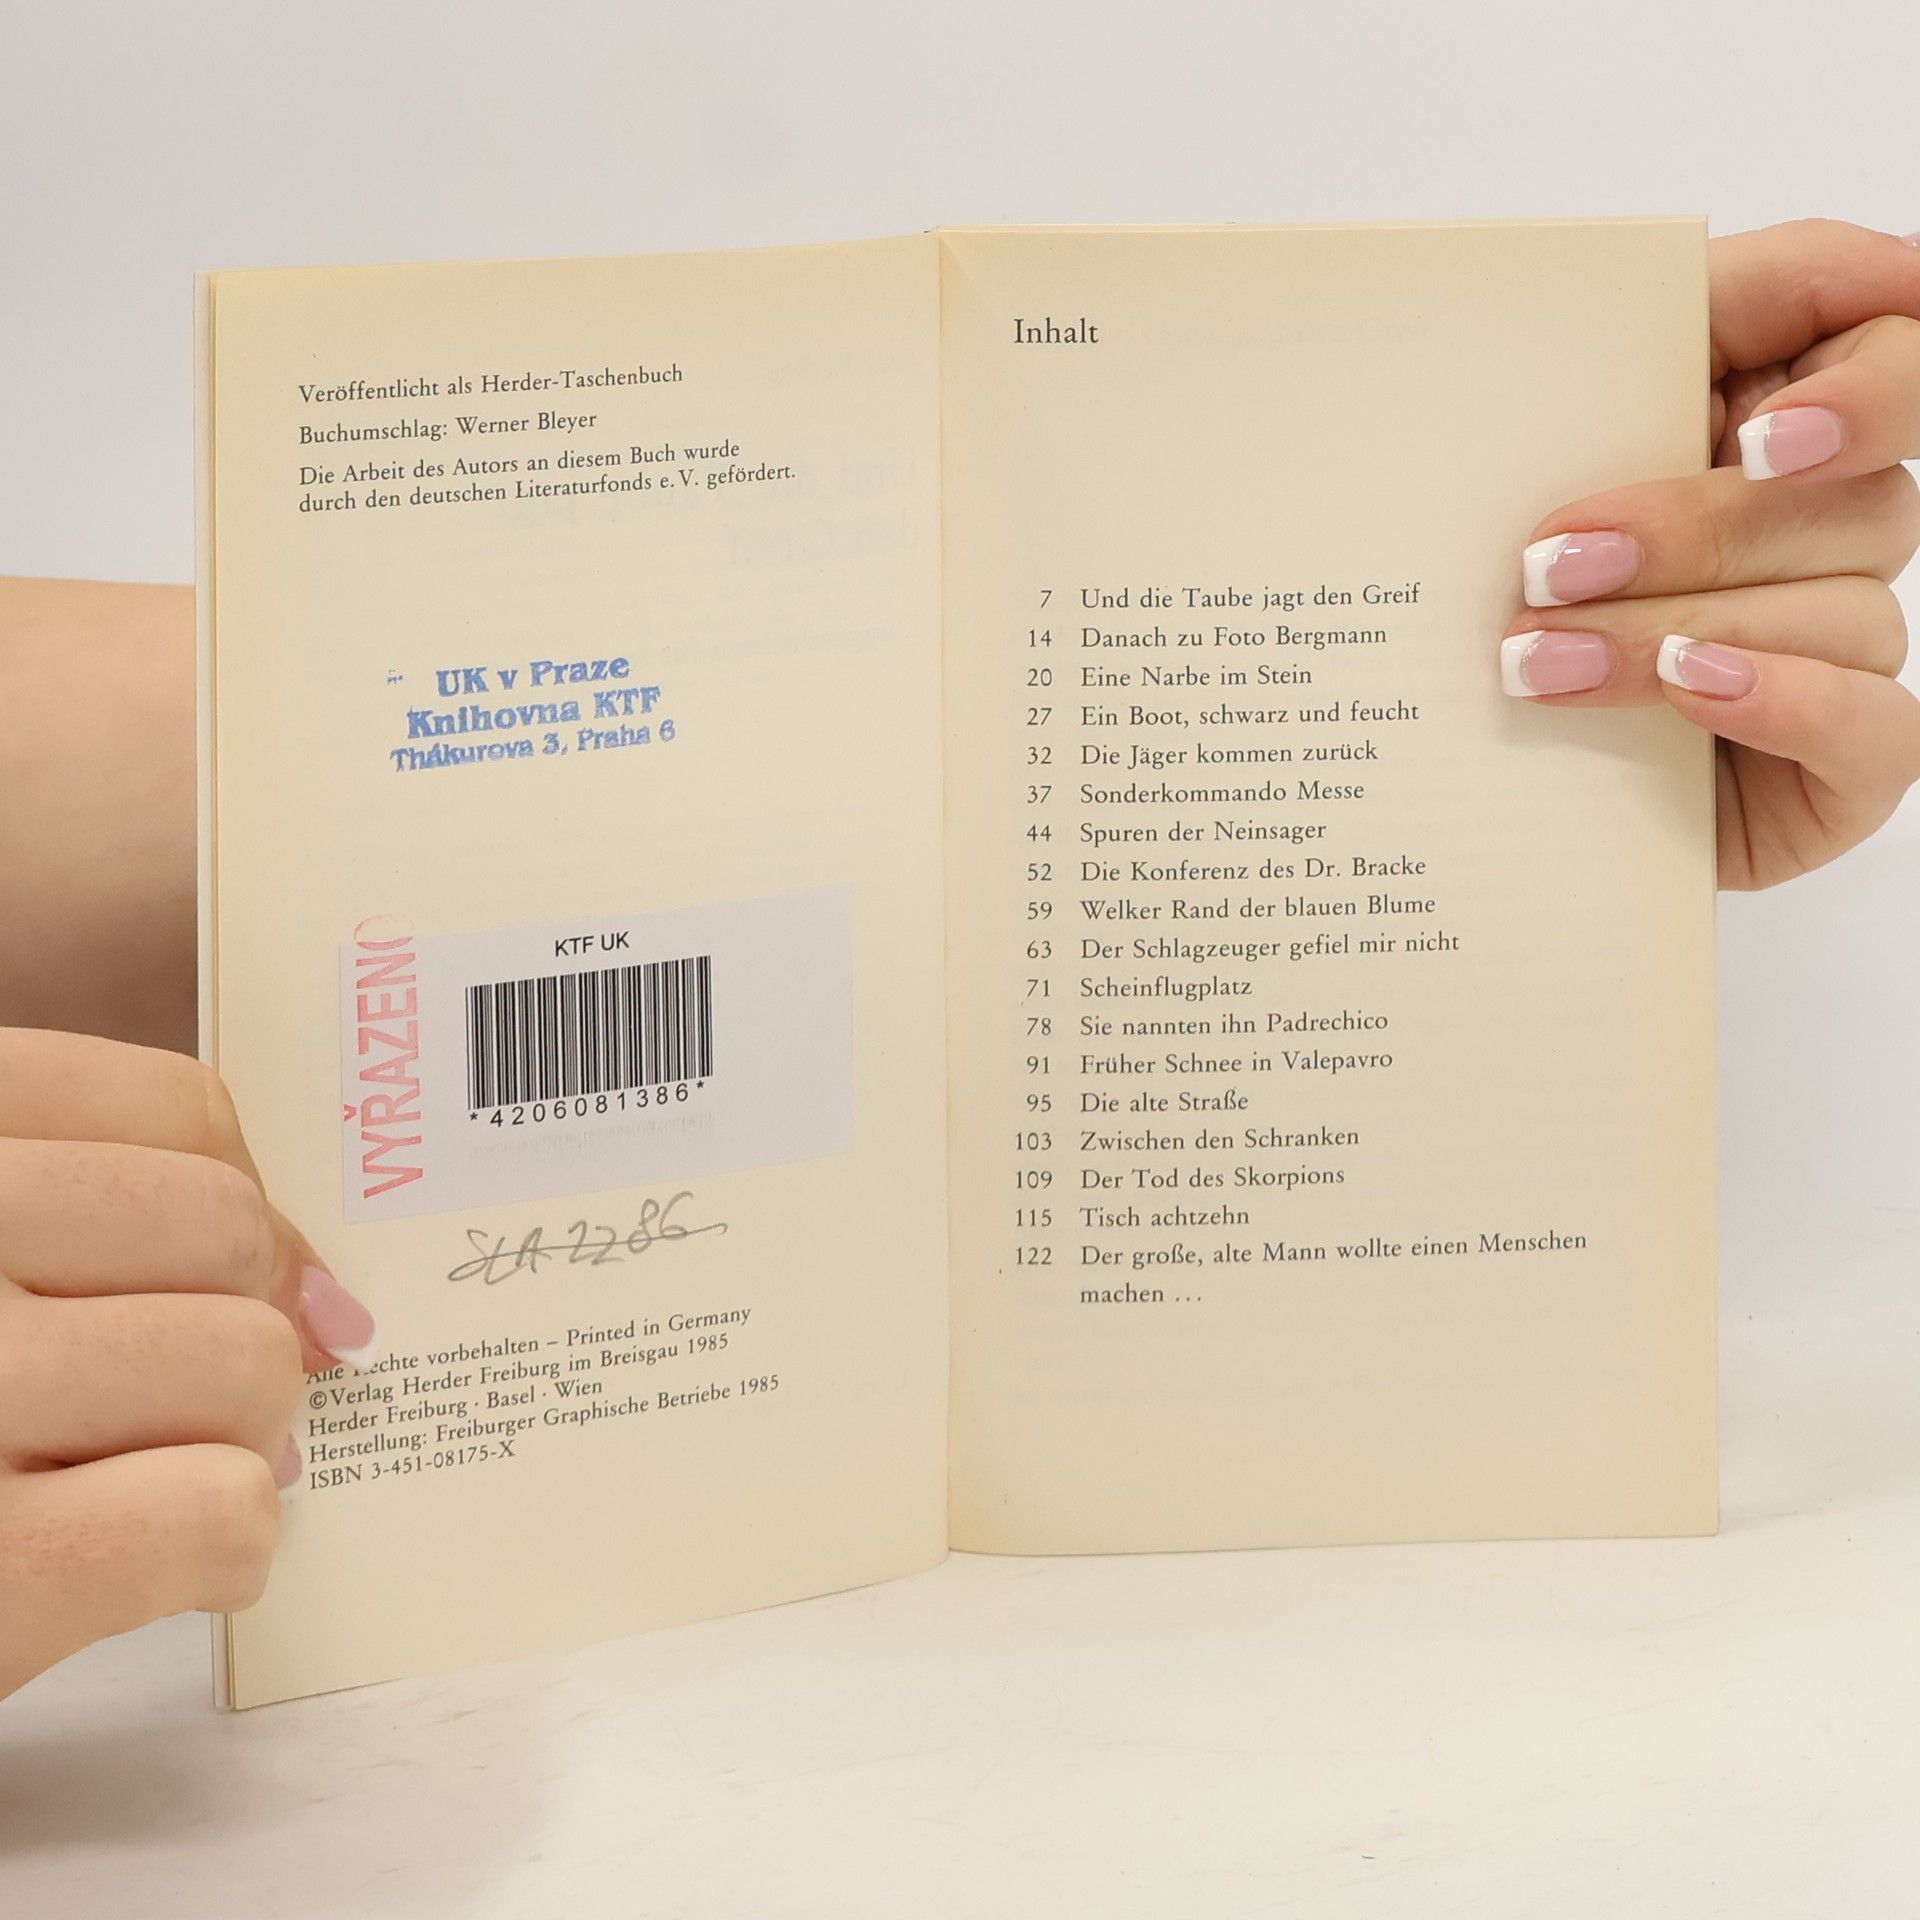 Veröffentlicht als Herder-Taschenbuch
Buchumschlag: Werner Bleyer
Die Arbeit des Autors an diesem Buch wurde
durch den deutschen Literaturfonds e.V. gefördert.
UK v Praze
Knihovna KTF
Thákurova 3, Praha 6
VYŘAZENO
KTF UK
*4206081386*
2286
Alle Rechte vorbehalten – Printed in Germany
©Verlag Herder Freiburg im Breisgau 1985
Herder Freiburg · Basel · Wien
Herstellung: Freiburger Graphische Betriebe 1985
ISBN 3-451-08175-X
Inhalt
7 Und die Taube jagt den Greif
14 Danach zu Foto Bergmann
20 Eine Narbe im Stein
27 Ein Boot, schwarz und feucht
32 Die Jäger kommen zurück
37 Sonderkommando Messe
44 Spuren der Neinsager
52 Die Konferenz des Dr. Bracke
59 Welker Rand der blauen Blume
63 Der Schlagzeuger gefiel mir nicht
71 Scheinflugplatz
78 Sie nannten ihn Padrechico
91 Früher Schnee in Valepavro
95 Die alte Straße
103 Zwischen den Schranken
109 Der Tod des Skorpions
115 Tisch achtzehn
122 Der große, alte Mann wollte einen Menschen
machen ...